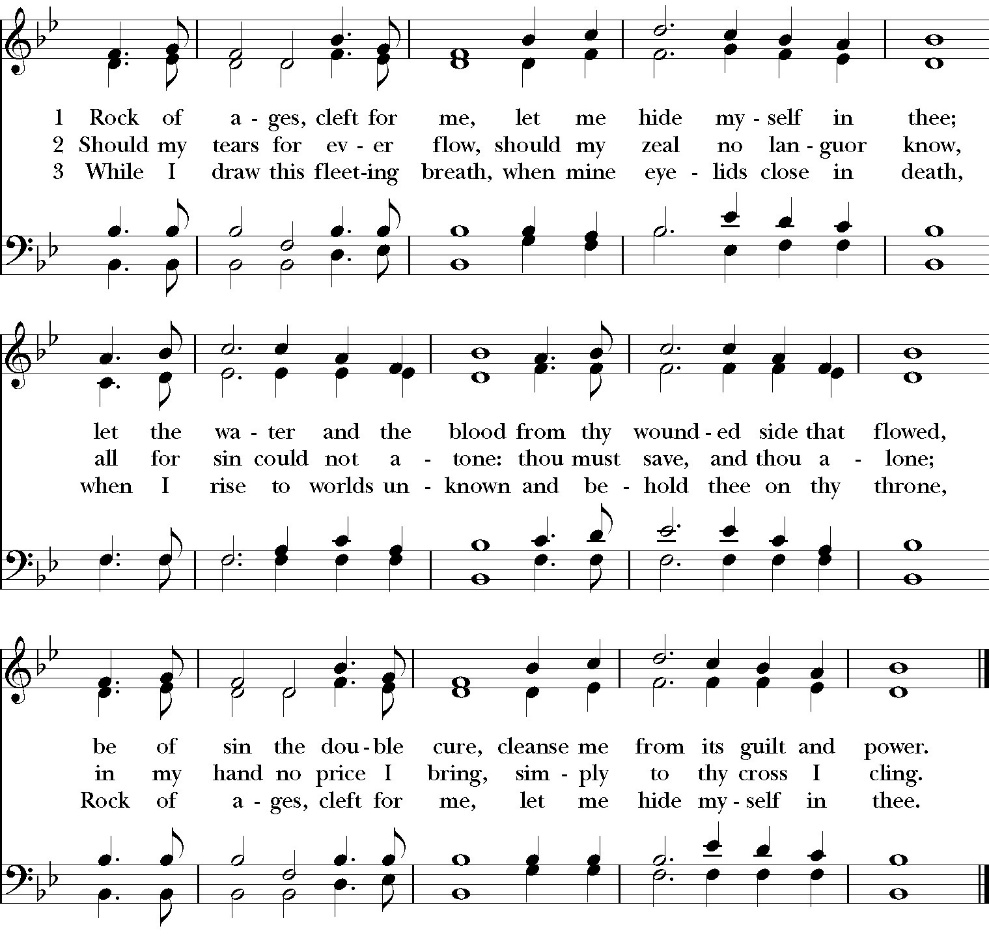 1 Rock of a - ges, cleft for me, let me hide my - self in thee;
2 Should my tears for ev - er flow, should my zeal no lan - guor know,
3 While I draw this fleet-ing breath, when mine eye - lids close in death,
let the wa - ter and the blood from thy wound - ed side that flowed,
all for sin could not a - tone: thou must save, and thou a - lone;
when I rise to worlds un - known and be - hold thee on thy throne,
be of sin the dou - ble cure, cleanse me from its guilt and power.
in my hand no price I bring, sim - ply to thy cross I cling.
Rock of a - ges, cleft for me, let me hide my - self in thee.